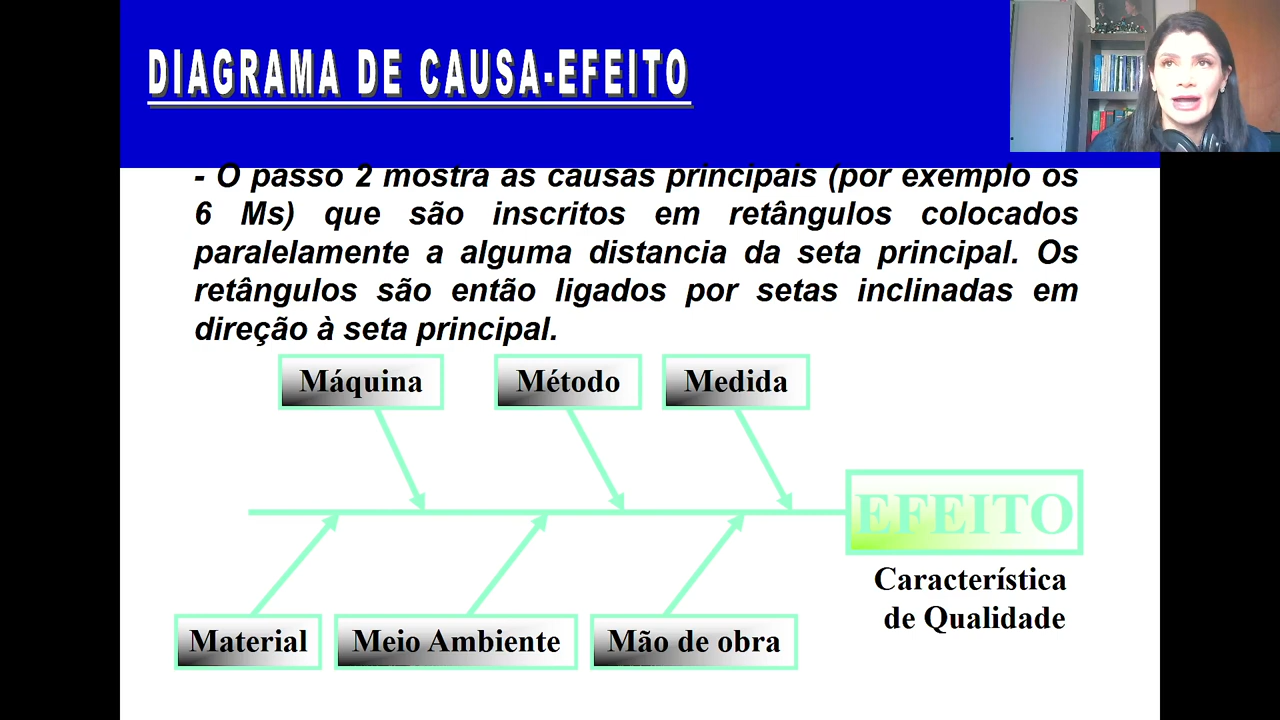 DIAGRAMA DE CAUSA-EFEITO
- O passo 2 mostra as causas principais (por exemplo os
6 Ms) que são inscritos em retângulos colocados
paralelamente a alguma distancia da seta principal. Os
retângulos são então ligados por setas inclinadas em
direção à seta principal.
Máquina Método Medida
EFEITO
Característica
de Qualidade
Material Meio Ambiente Mão de obra